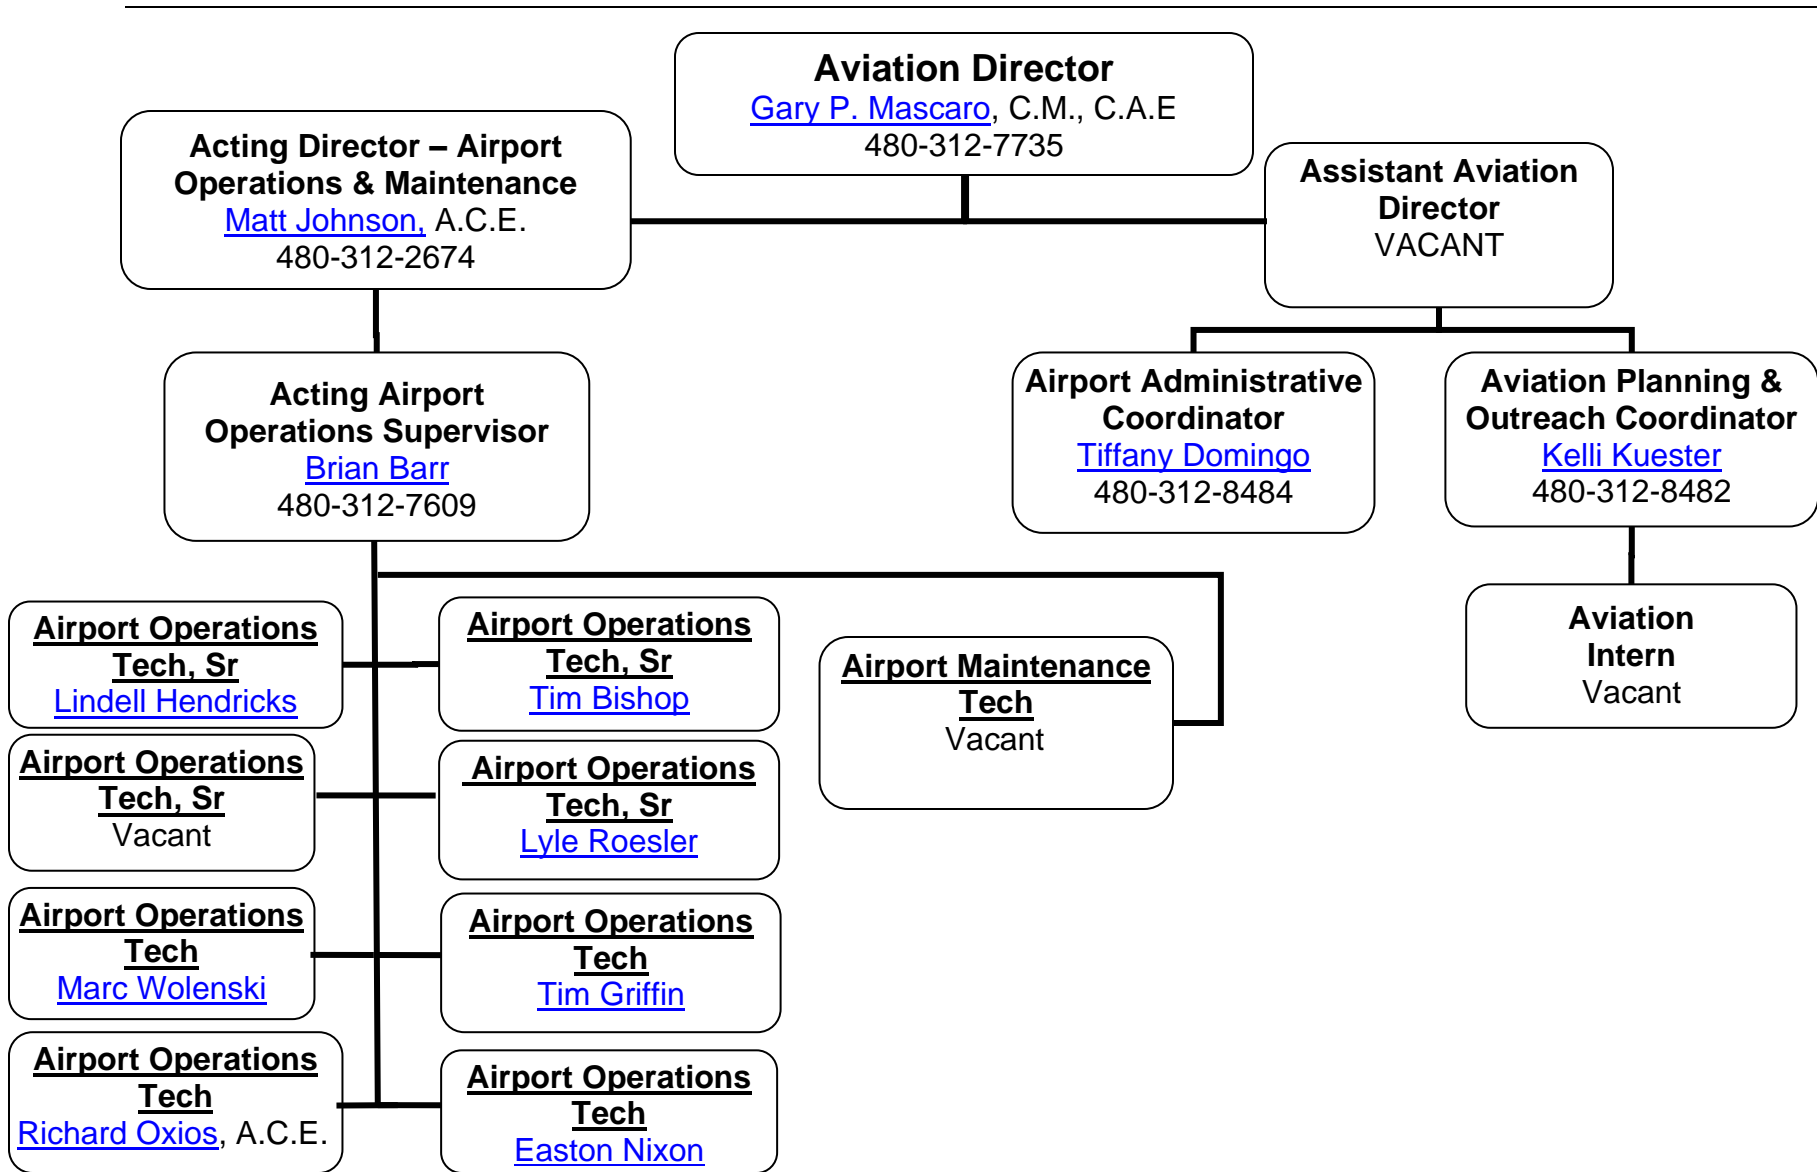 Aviation Director
Gary P. Mascaro, C.M., C.A.E
480-312-7735
Acting Director – Airport
Operations & Maintenance
Matt Johnson, A.C.E.
480-312-2674
Assistant Aviation
Director
VACANT
Acting Airport
Operations Supervisor
Brian Barr
480-312-7609
Airport Administrative
Coordinator
Tiffany Domingo
480-312-8484
Aviation Planning &
Outreach Coordinator
Kelli Kuester
480-312-8482
Airport Operations
Tech, Sr
Lindell Hendricks
Airport Operations
Tech, Sr
Tim Bishop
Airport Maintenance
Tech
Vacant
Aviation
Intern
Vacant
Airport Operations
Tech, Sr
Vacant
Airport Operations
Tech, Sr
Lyle Roesler
Airport Operations
Tech
Marc Wolenski
Airport Operations
Tech
Tim Griffin
Airport Operations
Tech
Richard Oxios, A.C.E.
Airport Operations
Tech
Easton Nixon